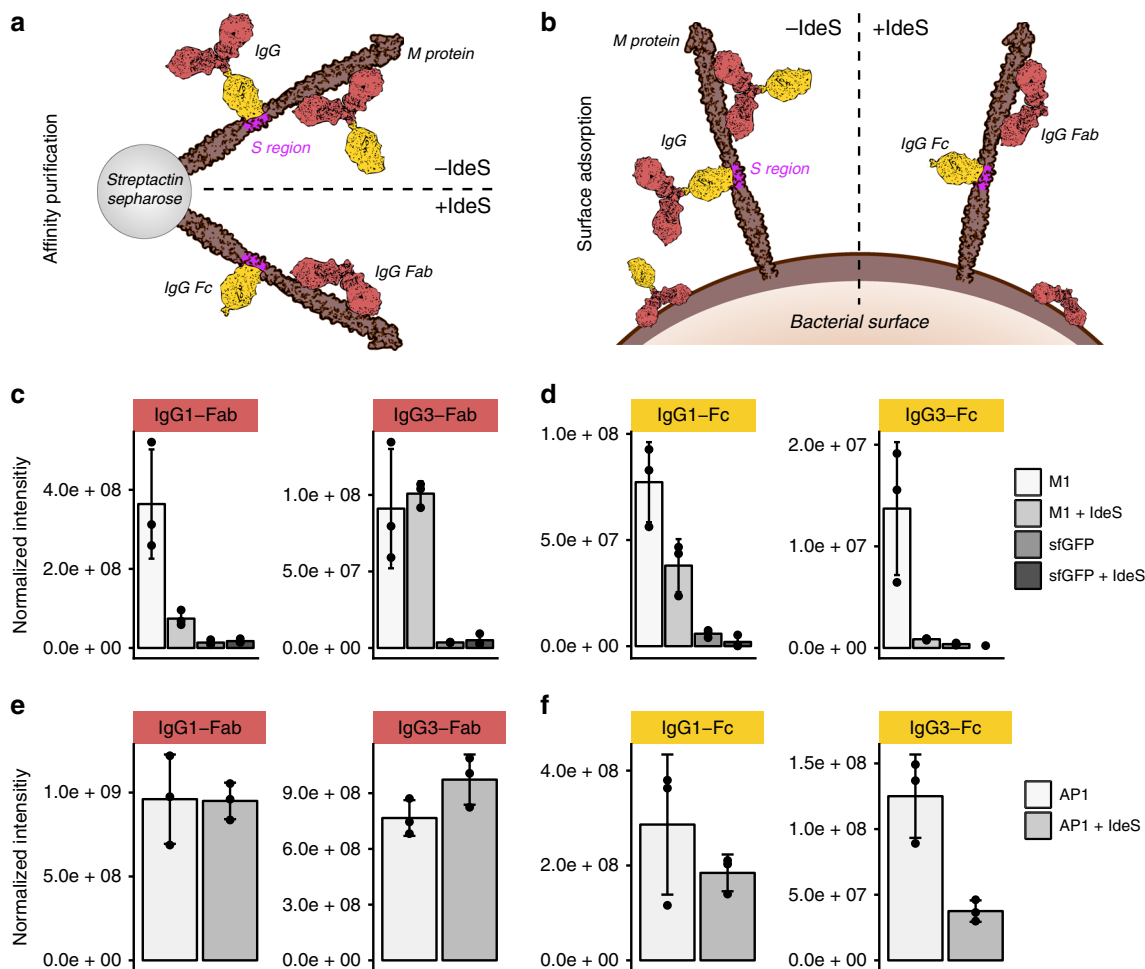 a
Affinity purification
IgG
M protein
S region
Streptactin
sepharose
–IdeS
+IdeS
IgG Fab
IgG Fc
b
Surface adsorption
–IdeS
+IdeS
M protein
IgG
S region
IgG Fc
IgG Fab
Bacterial surface
c
Normalized intensitiy
IgG1–Fab
4.0e + 08
2.0e + 08
0.0e + 00
IgG3–Fab
1.0e + 08
5.0e + 07
0.0e + 00
d
IgG1–Fc
1.0e + 08
5.0e + 07
0.0e + 00
IgG3–Fc
2.0e + 07
1.0e + 07
0.0e + 00
M1
M1 + IdeS
sfGFP
sfGFP + IdeS
e
Normalized intensity
IgG1–Fab
1.0e + 09
5.0e + 08
0.0e + 00
IgG3–Fab
9.0e + 08
6.0e + 08
3.0e + 08
0.0e + 00
f
IgG1–Fc
4.0e + 08
2.0e + 08
0.0e + 00
IgG3–Fc
1.5e + 08
1.0e + 08
5.0e + 07
0.0e + 00
AP1
AP1 + IdeS